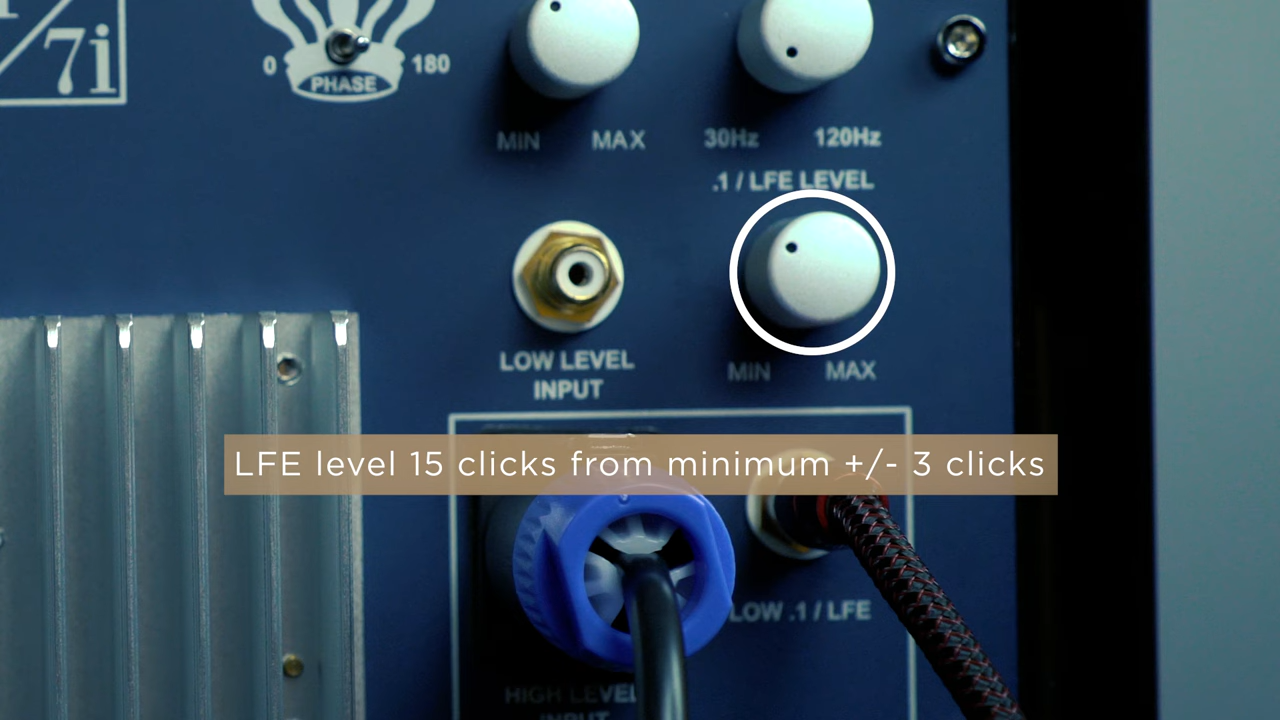 /7i
0
180
PHASE
MIN MAX
30Hz 120Hz
.1 / LFE LEVEL
LOW LEVEL
INPUT
MIN MAX
LFE level 15 clicks from minimum +/- 3 clicks
LOW .1 / LFE
HIGH LEVEL
INPUT